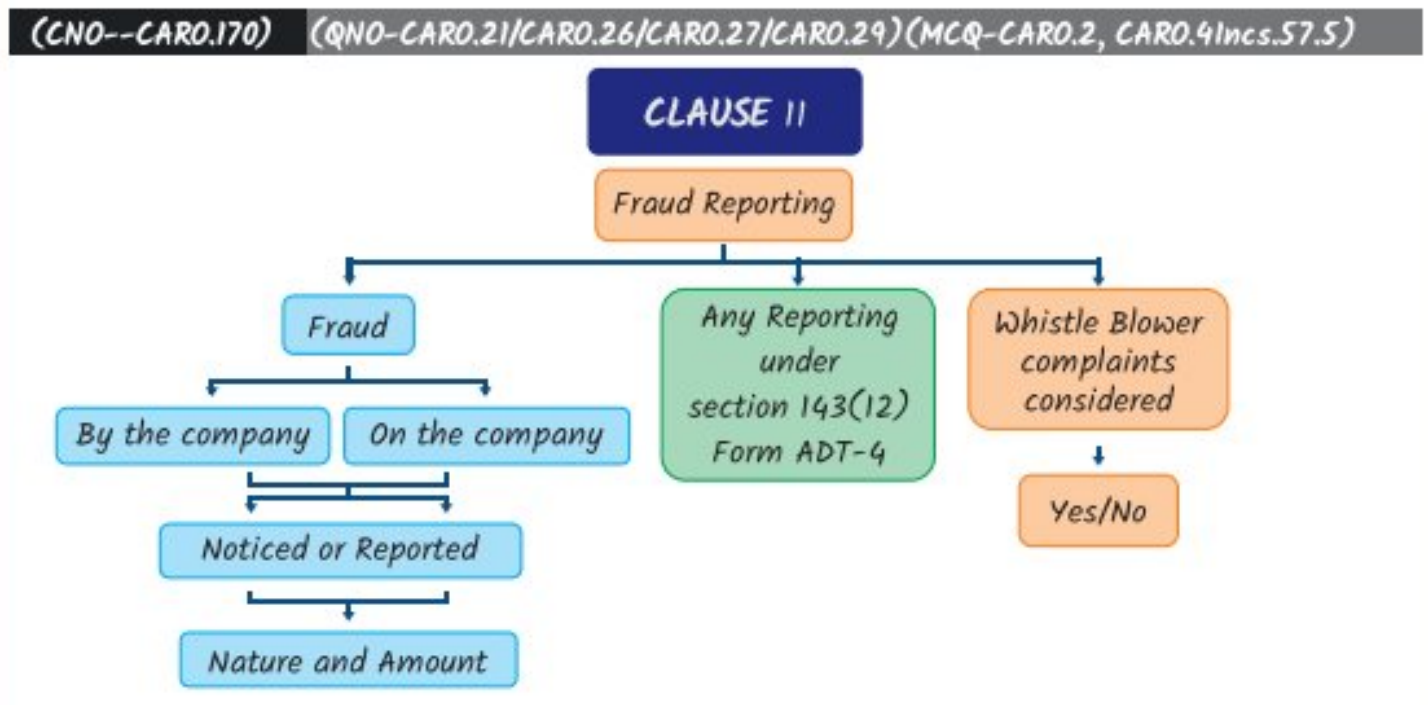 (CNO--CARO.170) (QNO-CARO.21/CARO.26/CARO.27/CARO.29)(MCQ-CARO.2, CARO.4Incs.57.5)
CLAUSE 11
Fraud Reporting
Fraud
By the company
On the company
Noticed or Reported
Nature and Amount
Any Reporting
under
section 143(12)
Form ADT-4
Whistle Blower
complaints
considered
Yes/No